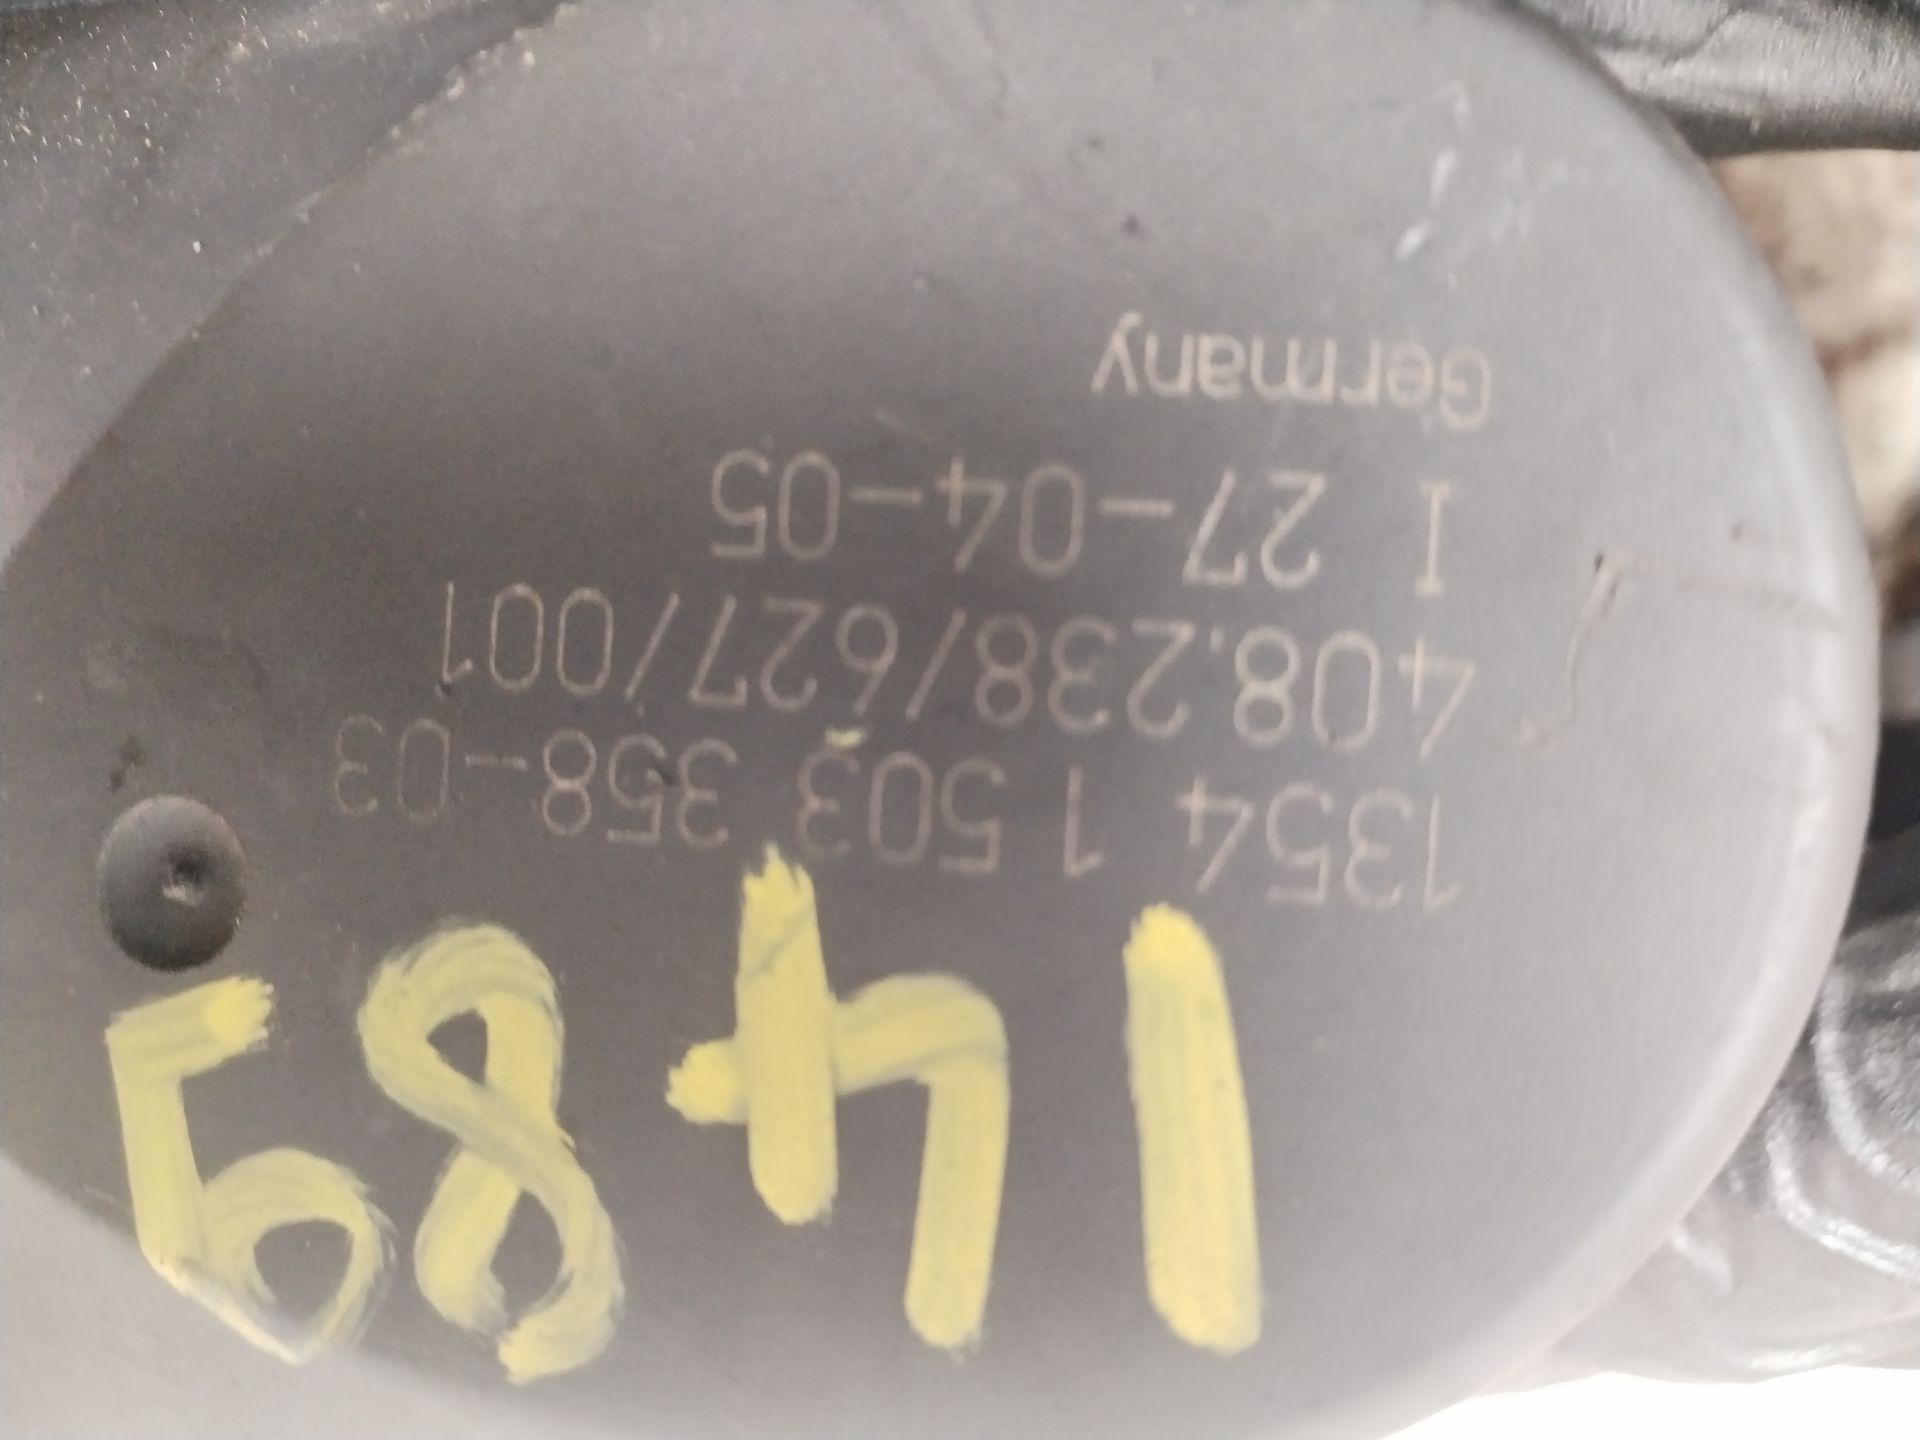 1489
1354 1 503 358-03
408.238/627/001
I 27-04-05
Germany